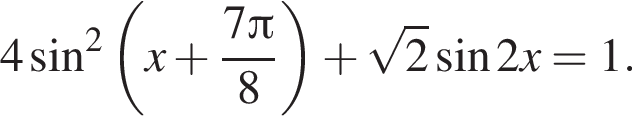 4 sin² (x + 7π/8) + √2 sin 2x = 1.